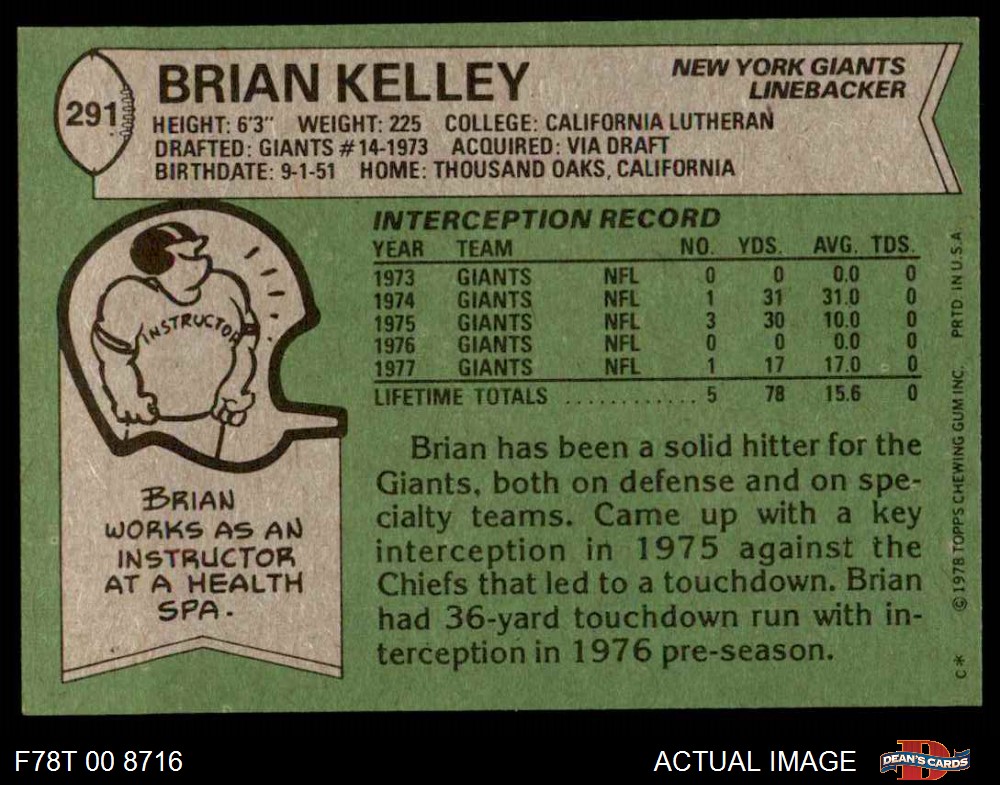 291
BRIAN KELLEY
NEW YORK GIANTS
LINEBACKER
HEIGHT: 6'3" WEIGHT: 225 COLLEGE: CALIFORNIA LUTHERAN
DRAFTED: GIANTS #14-1973 ACQUIRED: VIA DRAFT
BIRTHDATE: 9-1-51 HOME: THOUSAND OAKS, CALIFORNIA
INSTRUCTOR
BRIAN
WORKS AS AN
INSTRUCTOR
AT A HEALTH
SPA.
INTERCEPTION RECORD
YEAR TEAM NO. YDS. AVG. TDS.
1973 GIANTS NFL 0 0 0.0 0
1974 GIANTS NFL 1 31 31.0 0
1975 GIANTS NFL 3 30 10.0 0
1976 GIANTS NFL 0 0 0.0 0
1977 GIANTS NFL 1 17 17.0 0
LIFETIME TOTALS ............ 5 78 15.6 0
Brian has been a solid hitter for the
Giants, both on defense and on spe-
cialty teams. Came up with a key
interception in 1975 against the
Chiefs that led to a touchdown. Brian
had 36-yard touchdown run with in-
terception in 1976 pre-season.
C* © 1978 TOPPS CHEWING GUM INC. PRTD. IN U.S.A.
F78T 00 8716
ACTUAL IMAGE
DEAN'S CARDS